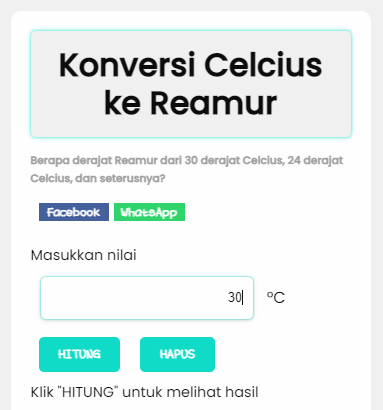 Konversi Celcius
ke Reamur
Berapa derajat Reamur dari 30 derajat Celcius, 24 derajat
Celcius, dan seterusnya?
Facebook WhatsApp
Masukkan nilai
30 °C
HITUNG HAPUS
Klik "HITUNG" untuk melihat hasil